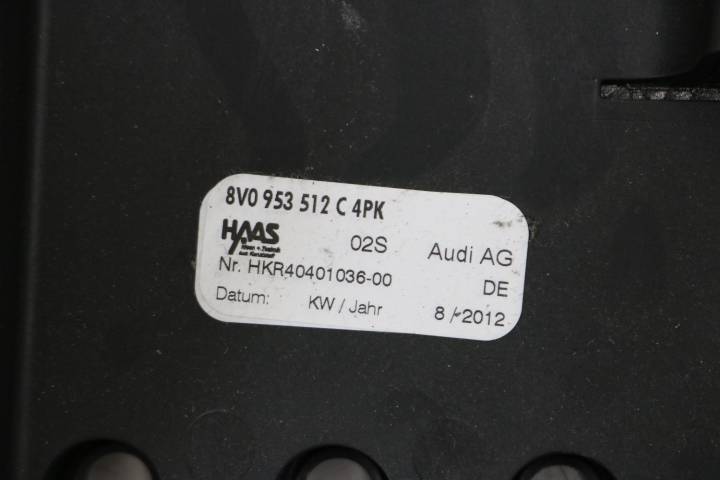 8V0 953 512 C 4PK
HAAS 02S Audi AG
Nr. HKR40401036-00 DE
Datum: KW / Jahr 8 / 2012